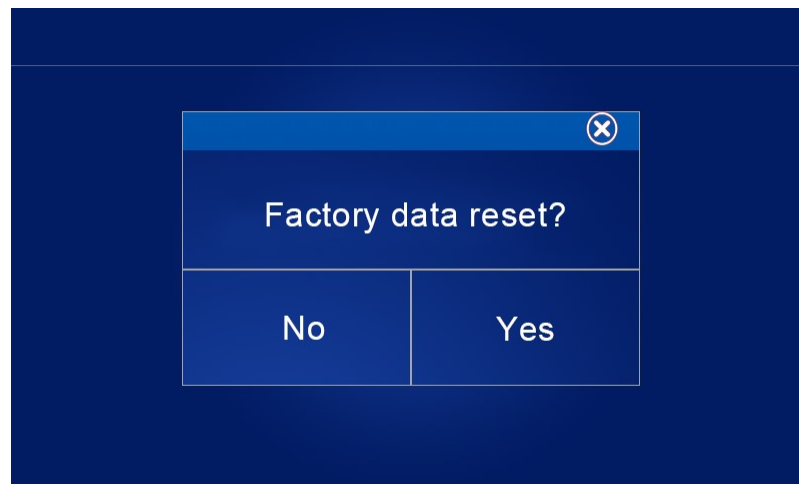 Factory data reset?
No
Yes